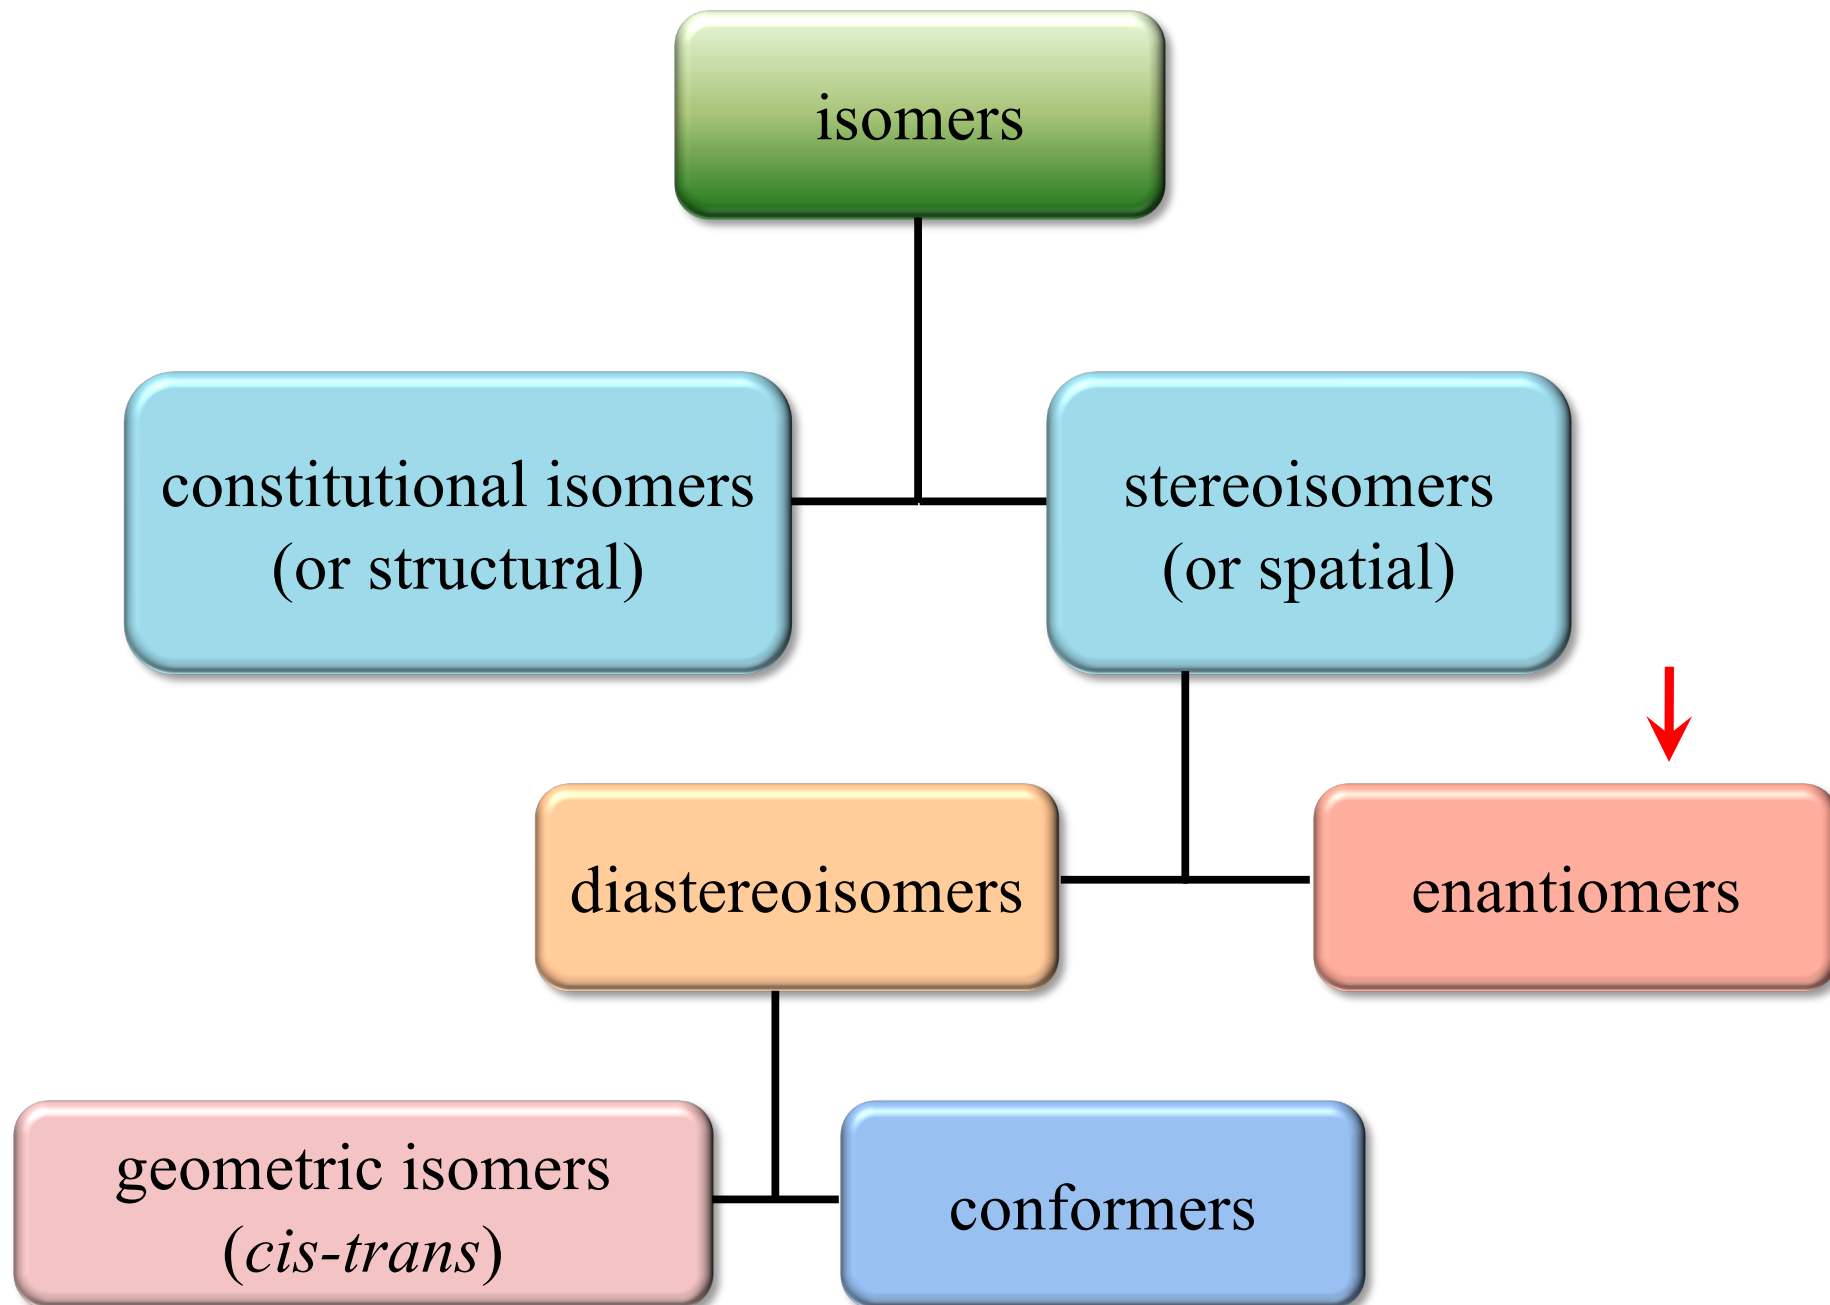 isomers
constitutional isomers
(or structural)
stereoisomers
(or spatial)
diastereoisomers
enantiomers
geometric isomers
(cis-trans)
conformers